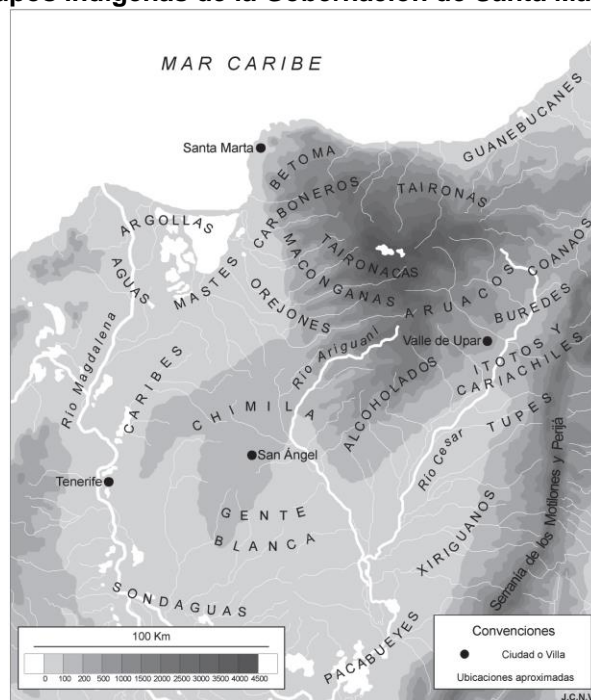 upos Indígenas de la Gobernación de Santa Ma
MAR CARIBE
Santa Marta
GUANEBUCANES
BETOMA
TAIRONAS
CARBONEROS
ARGOLLAS
AGUAS
MASTES
TAIRONACAS
MACONGANAS
OREJONES
ARUACOS
COANAOS
BUREDES
Río Magdalena
CARIBES
Río Ariguaní
Valle de Upar
ITOTOS Y
CARIACHILES
ALCOHOLADOS
CHIMILA
TUPES
San Ángel
Río Cesar
Tenerife
GENTE
BLANCA
XIRIGUANOS
Serranía de los Motilones y Perijá
SONDAGUAS
PACABUEYES
100 Km
0 100 200 500 1000 1500 2000 2500 3000 3500 4000 4500
Convenciones
Ciudad o Villa
Ubicaciones aproximadas
J.C.N.V